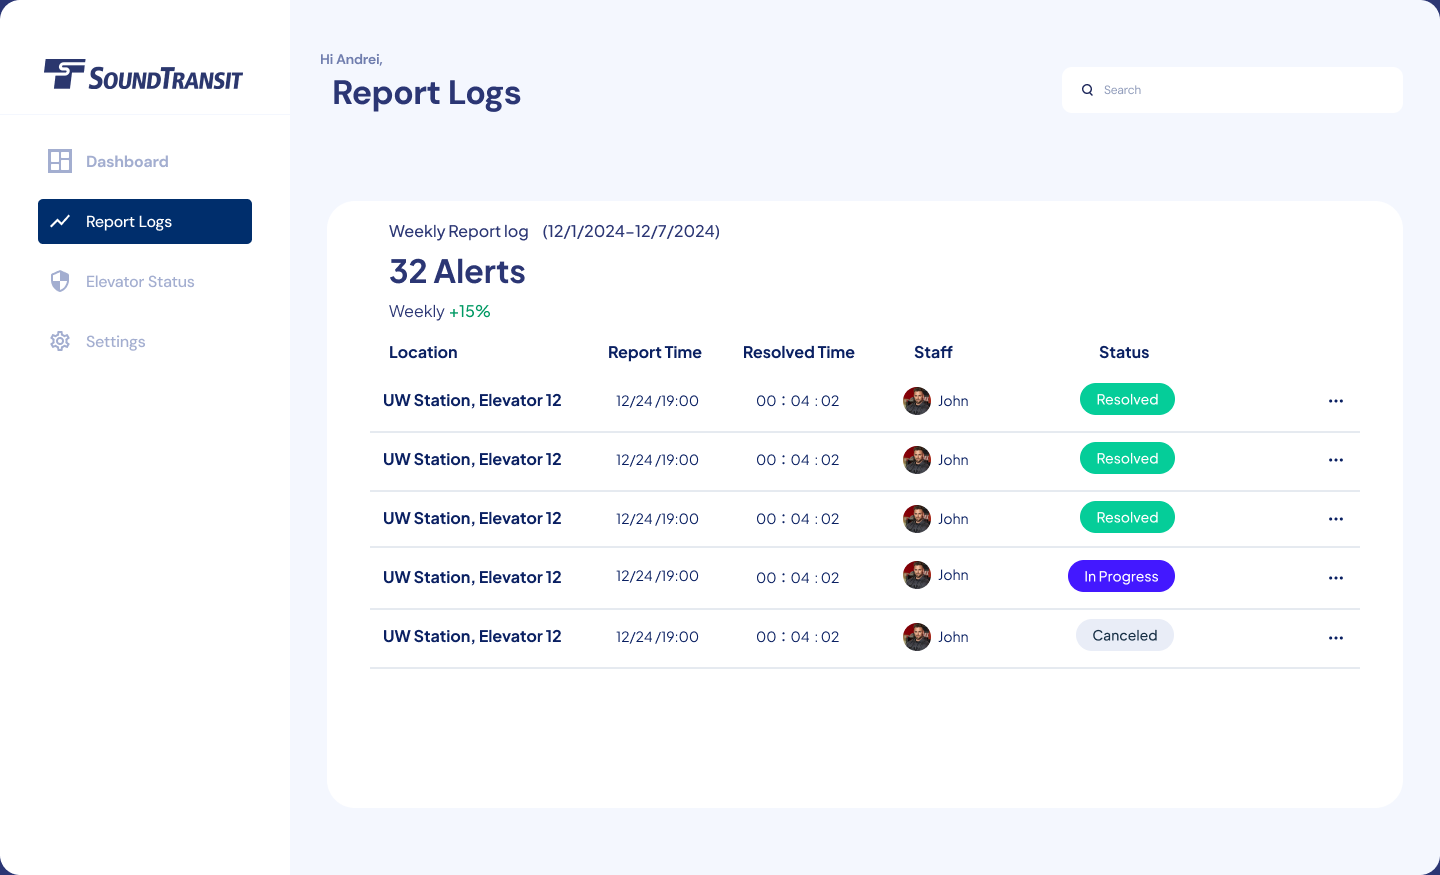 SOUNDTRANSIT
Hi Andrei,
Report Logs
Search
Dashboard
Report Logs
Elevator Status
Settings
Weekly Report log (12/1/2024-12/7/2024)
32 Alerts
Weekly +15%
Location Report Time Resolved Time Staff Status
UW Station, Elevator 12 12/24 /19:00 00 : 04 : 02 John Resolved
UW Station, Elevator 12 12/24 /19:00 00 : 04 : 02 John Resolved
UW Station, Elevator 12 12/24 /19:00 00 : 04 : 02 John Resolved
UW Station, Elevator 12 12/24 /19:00 00 : 04 : 02 John In Progress
UW Station, Elevator 12 12/24 /19:00 00 : 04 : 02 John Canceled